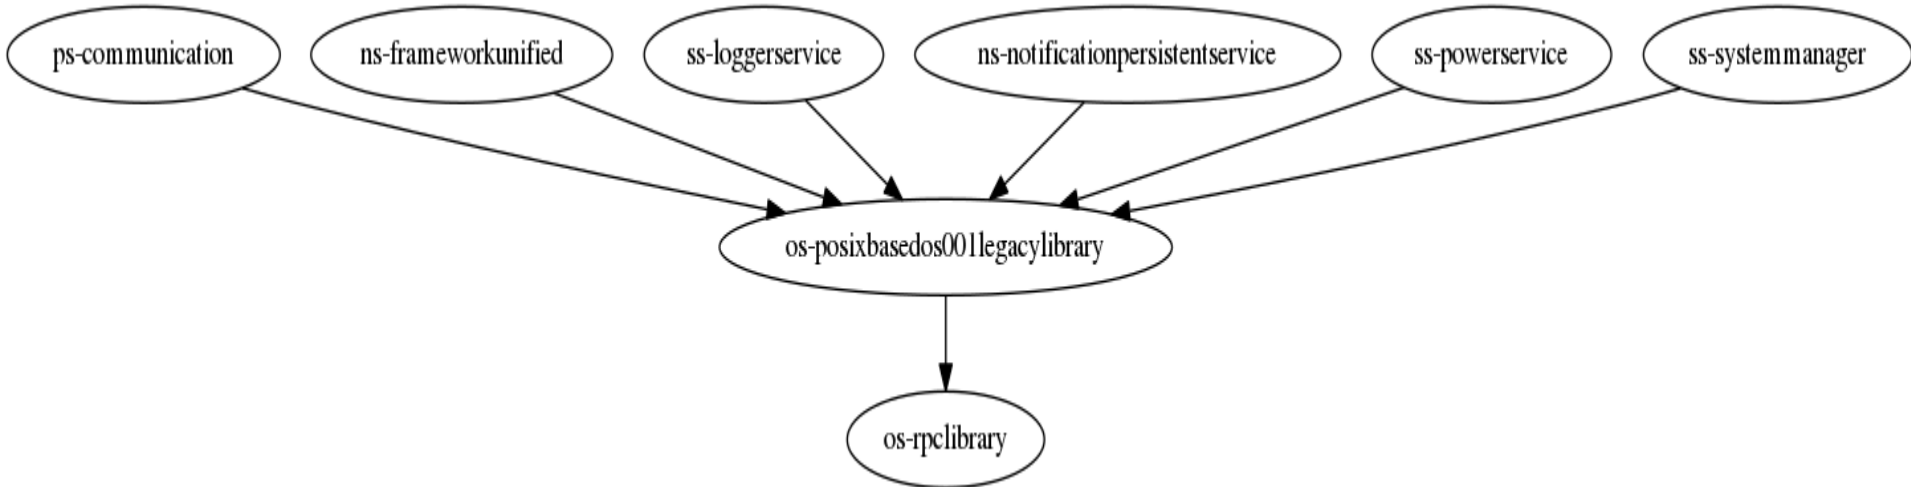 ps-communication
ns-frameworkunified
ss-loggerservice
ns-notificationpersistentservice
ss-powerservice
ss-systemmanager
os-posixbasedos001legacylibrary
os-rpclibrary